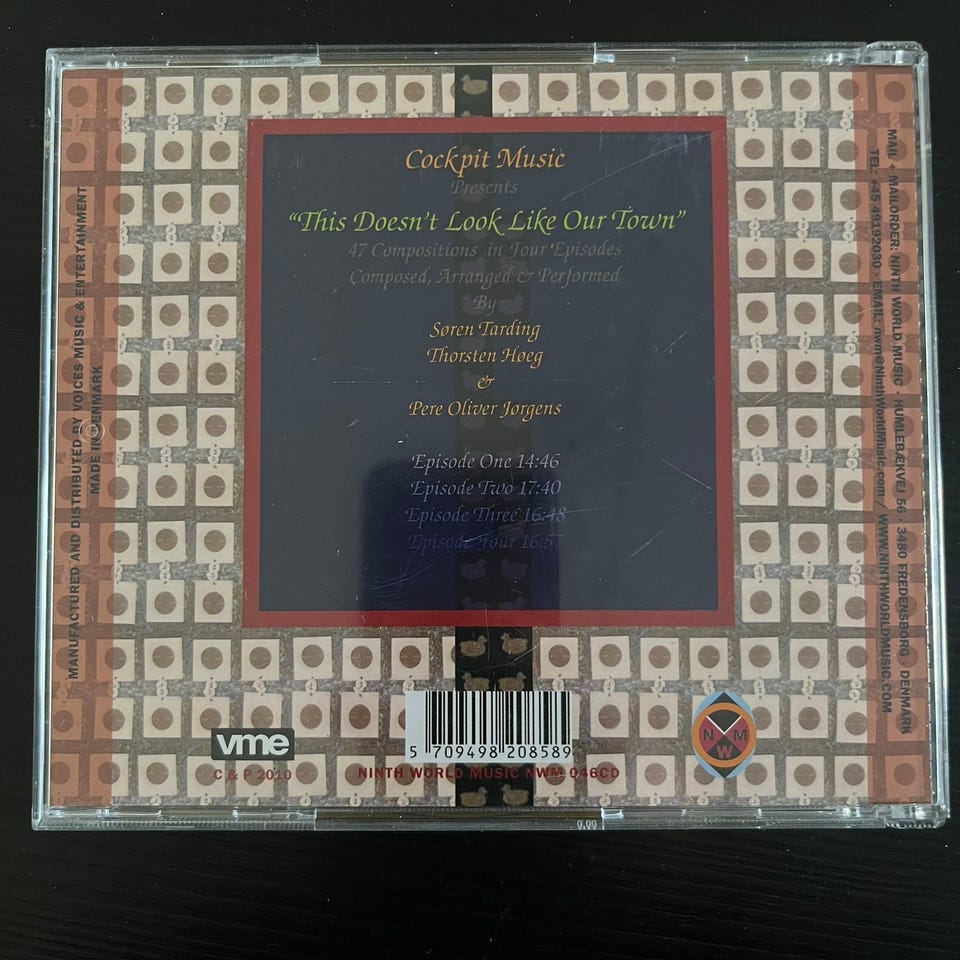 Cockpit Music
Presents
“This Doesn't Look Like Our Town”
47 Compositions in Four Episodes
Composed, Arranged & Performed
By
Søren Tarding
Thorsten Høeg
&
Pere Oliver Jørgens
Episode One 14:46
Episode Two 17:40
Episode Three 16:48
Episode Four 16:57
MANUFACTURED AND DISTRIBUTED BY VOICES MUSIC & ENTERTAINMENT
MADE IN DENMARK
MAIL + MAILORDER: NINTH WORLD MUSIC · HUMLEBÆKVEJ 56 · 3480 FREDENSBORG · DENMARK
TEL: +45 49192030 · EMAIL: nwm@NinthWorldMusic.com / WWW.NINTHWORLDMUSIC.COM
vme
C & P 2010
5 709498 208589
NINTH WORLD MUSIC NWM 046CD
N M
W